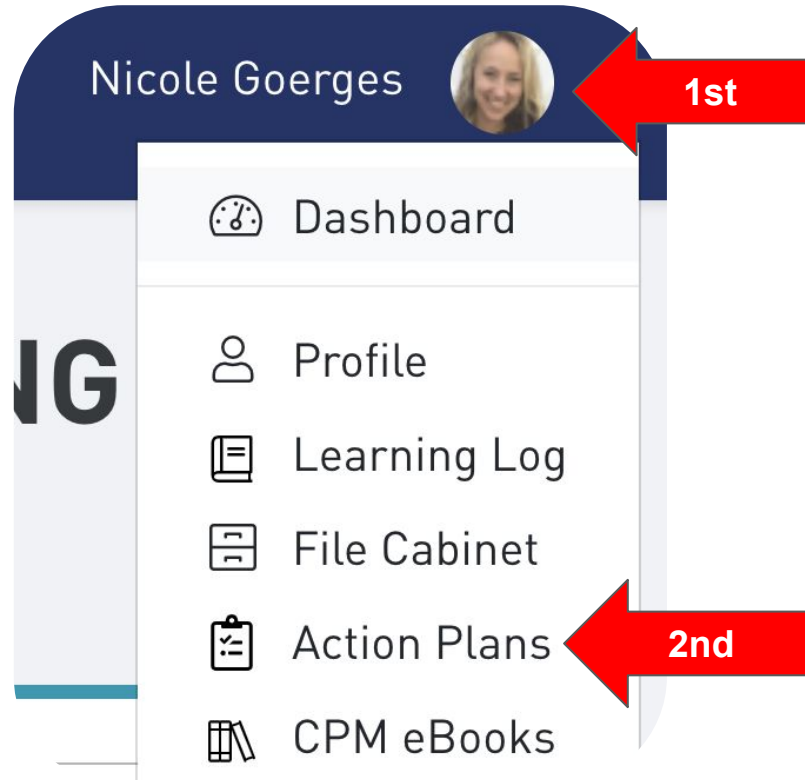 Nicole Goerges
1st
Dashboard
NG
Profile
Learning Log
File Cabinet
Action Plans
2nd
CPM eBooks